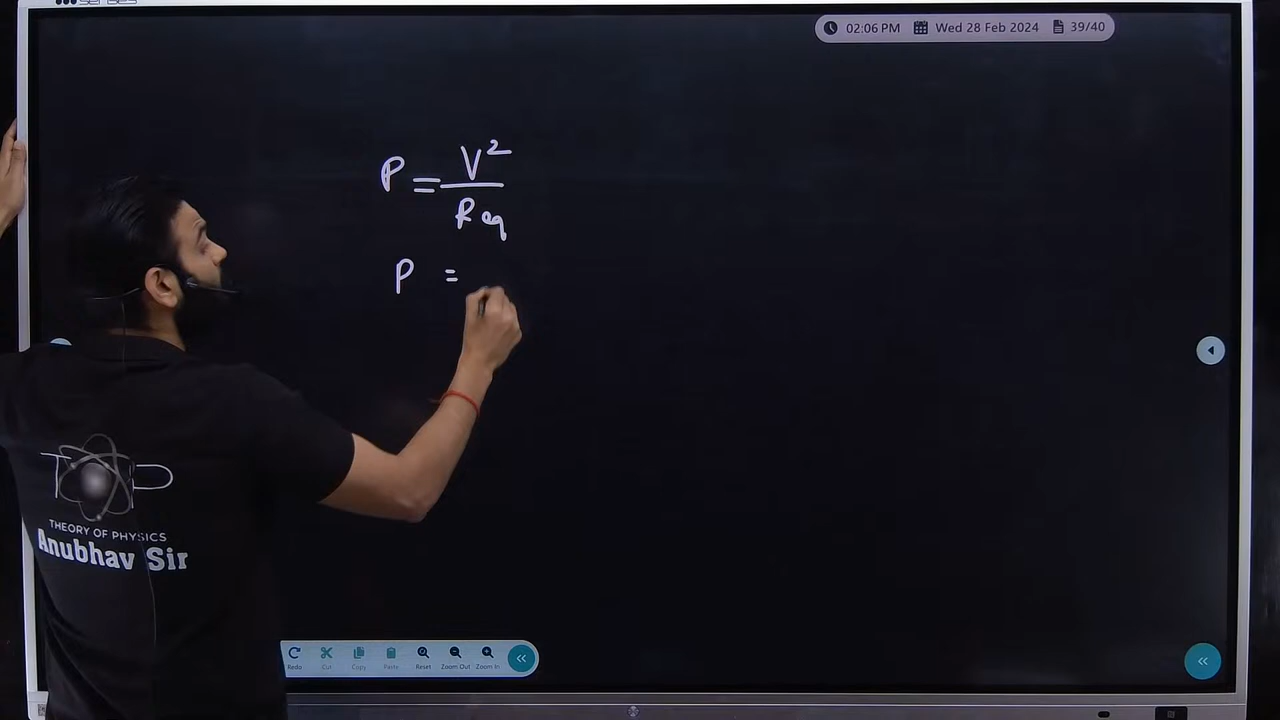 02:06 PM Wed 28 Feb 2024 39/40
P = V²
Req
P =
TOP
THEORY OF PHYSICS
Anubhav Sir
Redo Cut Copy Paste Reset Zoom Out Zoom In